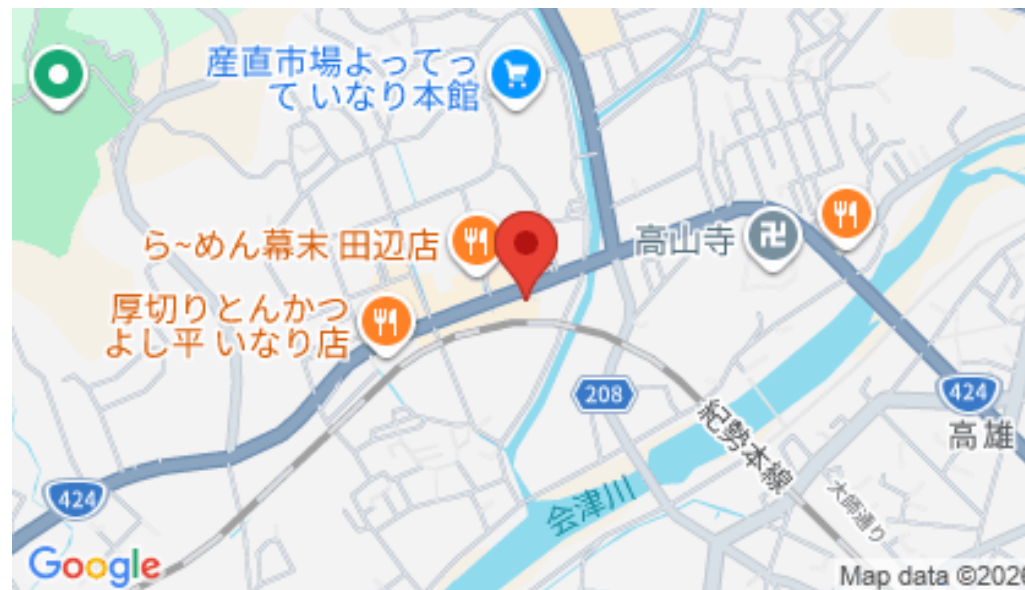 産直市場よってっ
て いなり本館
ら~めん幕末 田辺店
高山寺
厚切りとんかつ
よし平 いなり店
208
424
紀勢本線
高雄
424
大師通り
会津川
Google
Map data ©2026